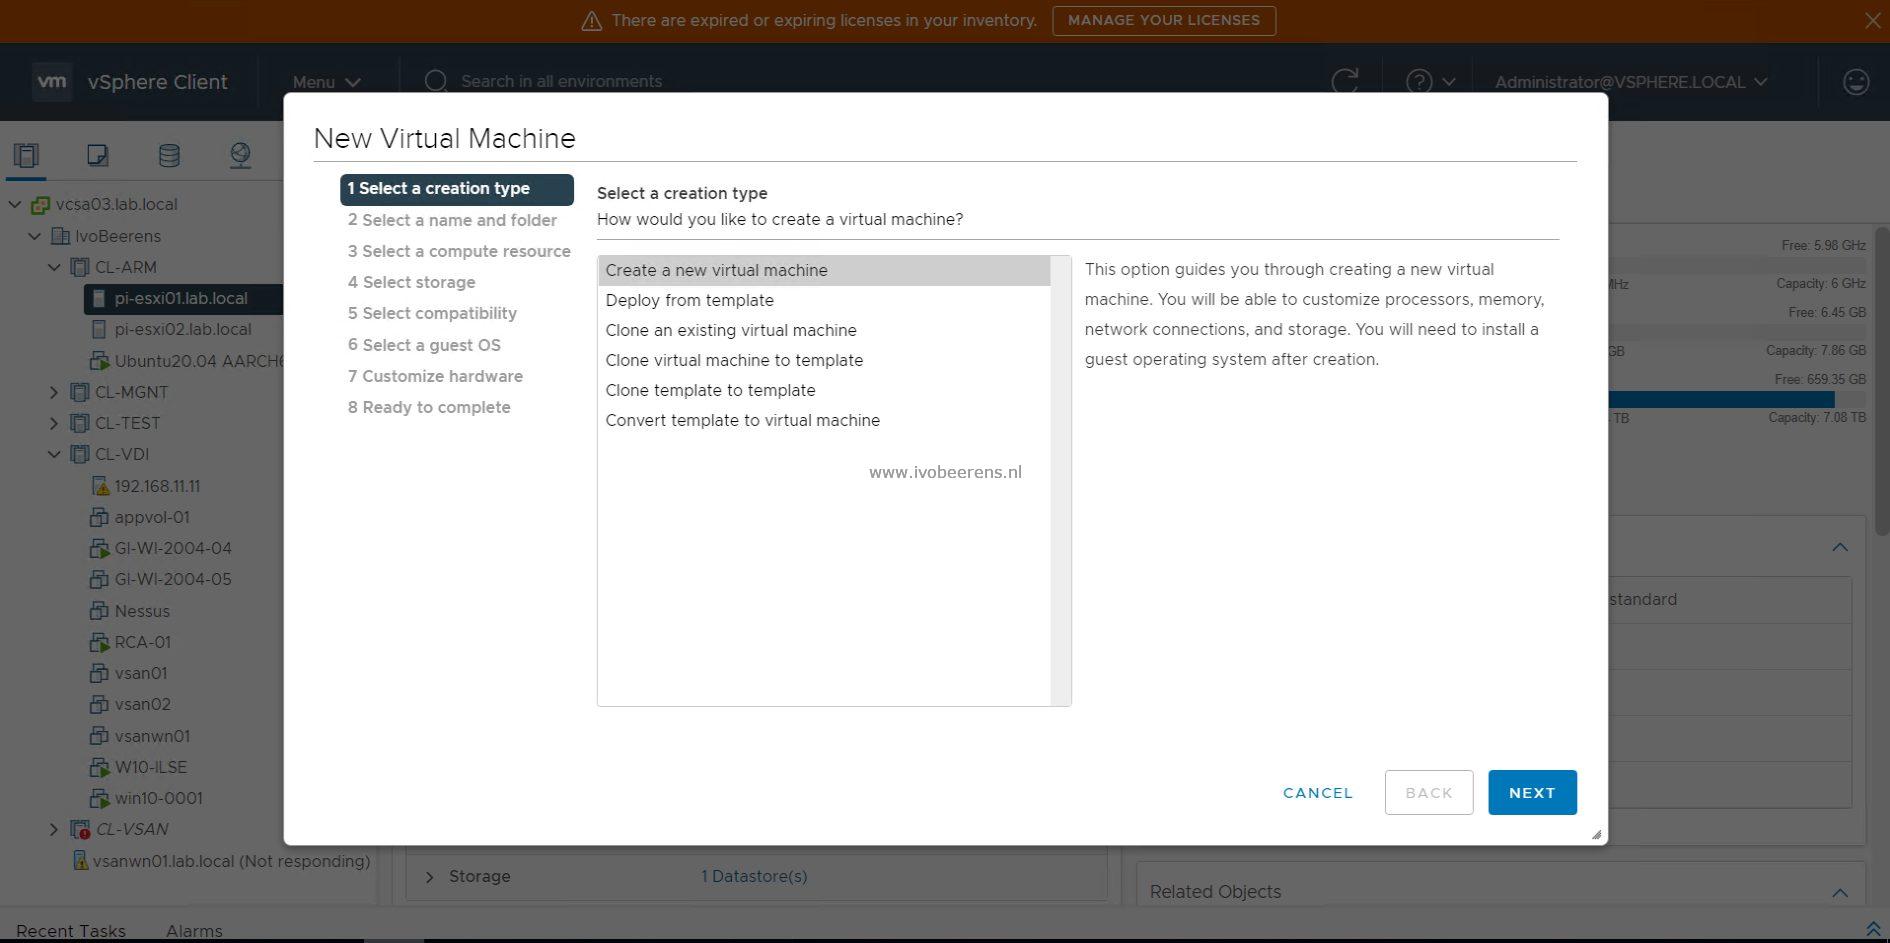 There are expired or expiring licenses in your inventory. MANAGE YOUR LICENSES
vm vSphere Client Menu Search in all environments Administrator@VSPHERE.LOCAL
vcsa03.lab.local
IvoBeerens
CL-ARM
pi-esxi01.lab.local
pi-esxi02.lab.local
Ubuntu20.04 AARCH
CL-MGNT
CL-TEST
CL-VDI
192.168.11.11
appvol-01
GI-WI-2004-04
GI-WI-2004-05
Nessus
RCA-01
vsan01
vsan02
vsanwn01
W10-ILSE
win10-0001
CL-VSAN
vsanwn01.lab.local (Not responding)
New Virtual Machine
1 Select a creation type
2 Select a name and folder
3 Select a compute resource
4 Select storage
5 Select compatibility
6 Select a guest OS
7 Customize hardware
8 Ready to complete
Select a creation type
How would you like to create a virtual machine?
Create a new virtual machine
Deploy from template
Clone an existing virtual machine
Clone virtual machine to template
Clone template to template
Convert template to virtual machine
www.ivobeerens.nl
This option guides you through creating a new virtual
machine. You will be able to customize processors, memory,
network connections, and storage. You will need to install a
guest operating system after creation.
CANCEL BACK NEXT
Free: 5.98 GHz
MHz Capacity: 6 GHz
Free: 6.45 GB
GB Capacity: 7.86 GB
Free: 659.35 GB
TB Capacity: 7.08 TB
standard
Storage 1 Datastore(s)
Related Objects
Recent Tasks Alarms